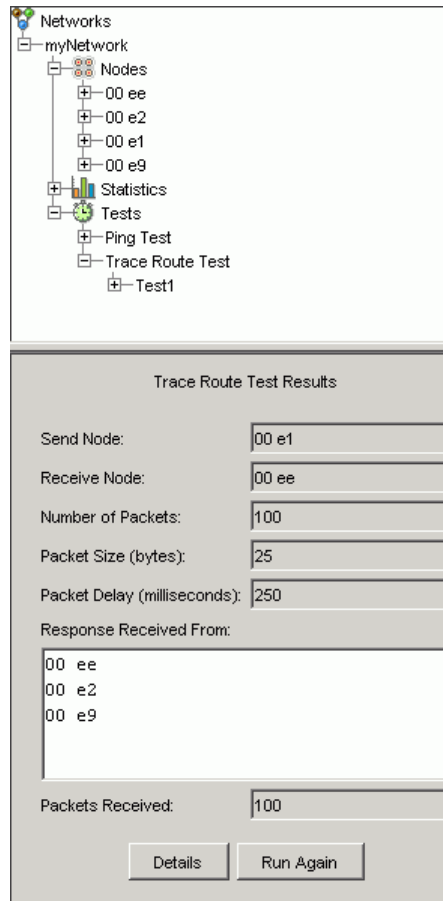 Networks
myNetwork
Nodes
00 ee
00 e2
00 e1
00 e9
Statistics
Tests
Ping Test
Trace Route Test
Test1
Trace Route Test Results
Send Node: 00 e1
Receive Node: 00 ee
Number of Packets: 100
Packet Size (bytes): 25
Packet Delay (milliseconds): 250
Response Received From:
00 ee
00 e2
00 e9
Packets Received: 100
Details Run Again